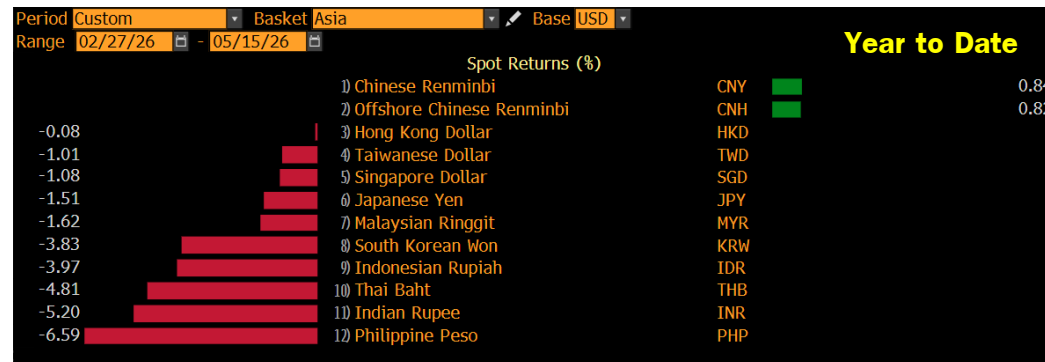 Period Custom Basket Asia Base USD
Range 02/27/26 - 05/15/26
Year to Date
Spot Returns (%)
1) Chinese Renminbi CNY
2) Offshore Chinese Renminbi CNH
-0.08 3) Hong Kong Dollar HKD
-1.01 4) Taiwanese Dollar TWD
-1.08 5) Singapore Dollar SGD
-1.51 6) Japanese Yen JPY
-1.62 7) Malaysian Ringgit MYR
-3.83 8) South Korean Won KRW
-3.97 9) Indonesian Rupiah IDR
-4.81 10) Thai Baht THB
-5.20 11) Indian Rupee INR
-6.59 12) Philippine Peso PHP